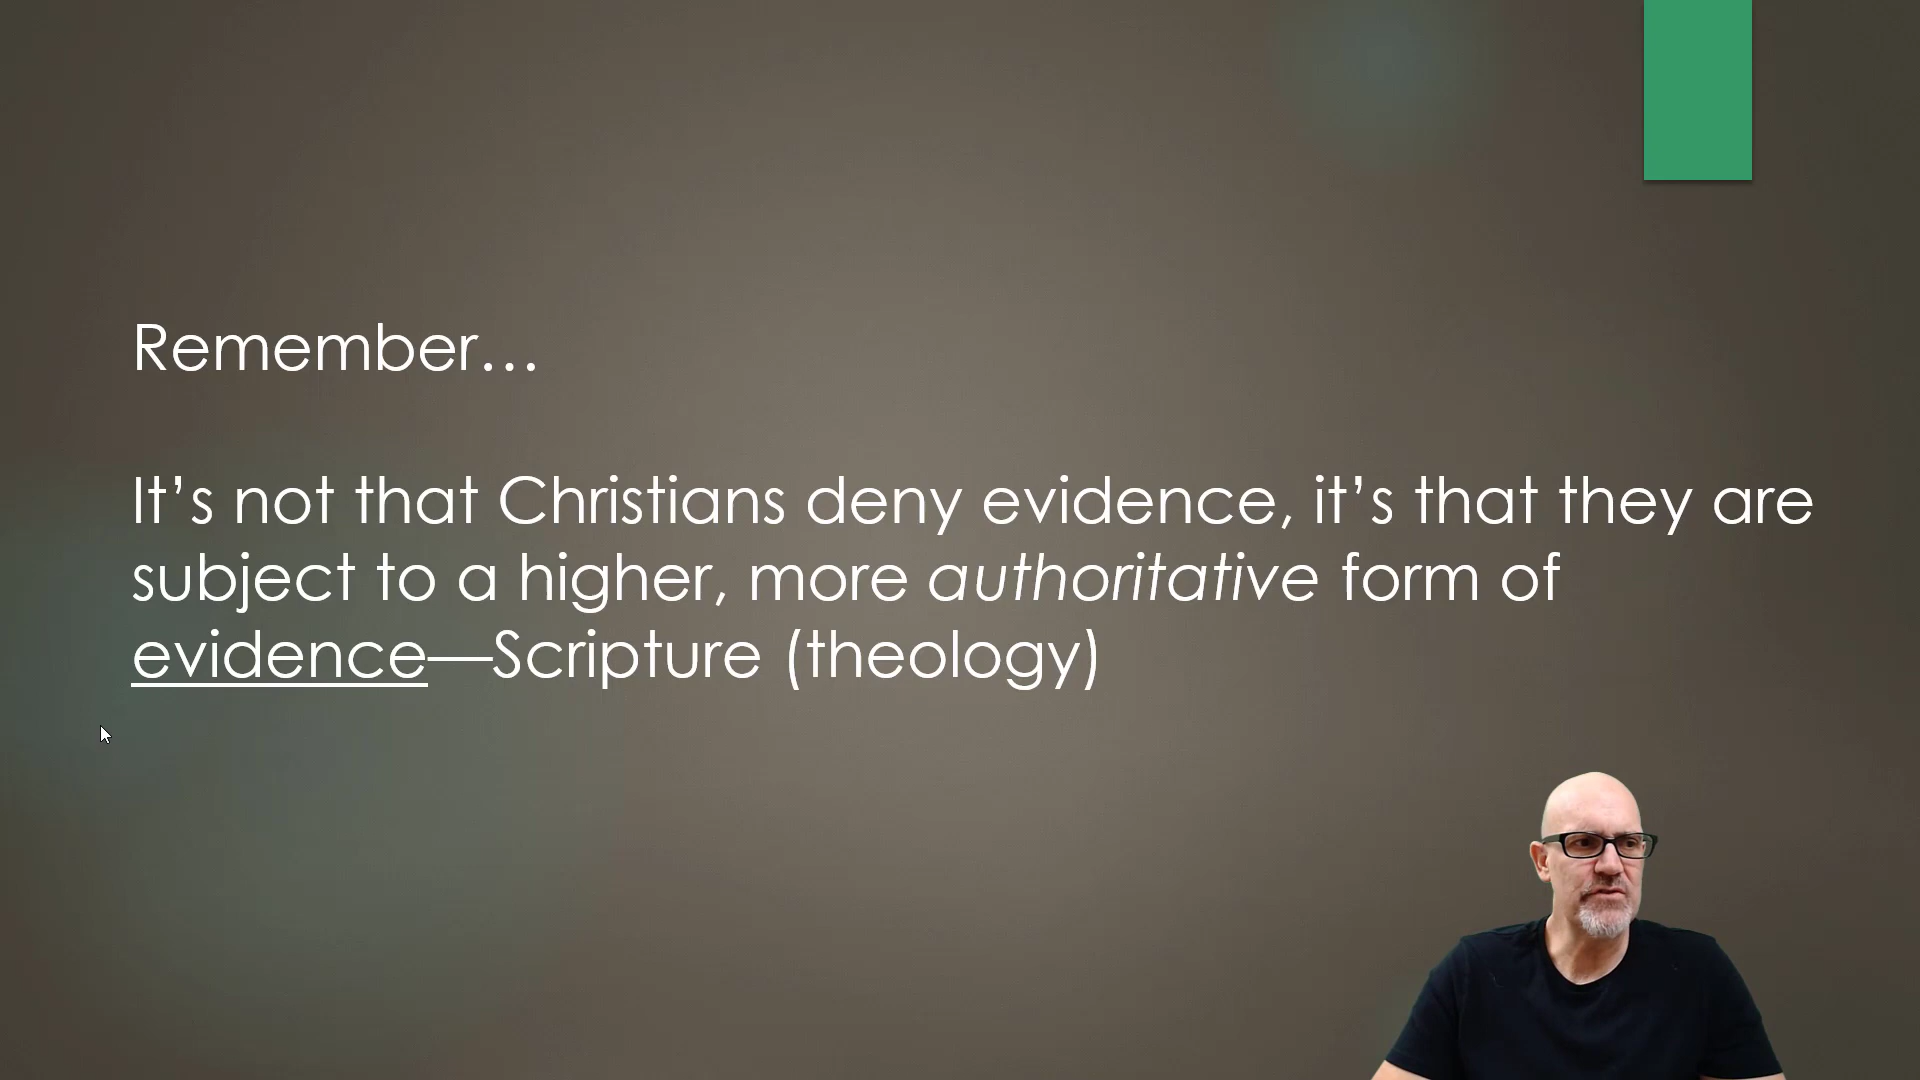 Remember…
It’s not that Christians deny evidence, it’s that they are
subject to a higher, more authoritative form of
evidence—Scripture (theology)